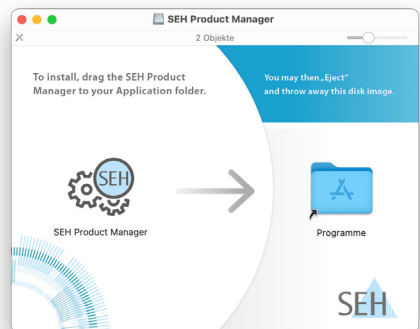 SEH Product Manager
2 Objekte
To install, drag the SEH Product
Manager to your Application folder.
You may then „Eject“
and throw away this disk image.
SEH
SEH Product Manager
Programme
SEH